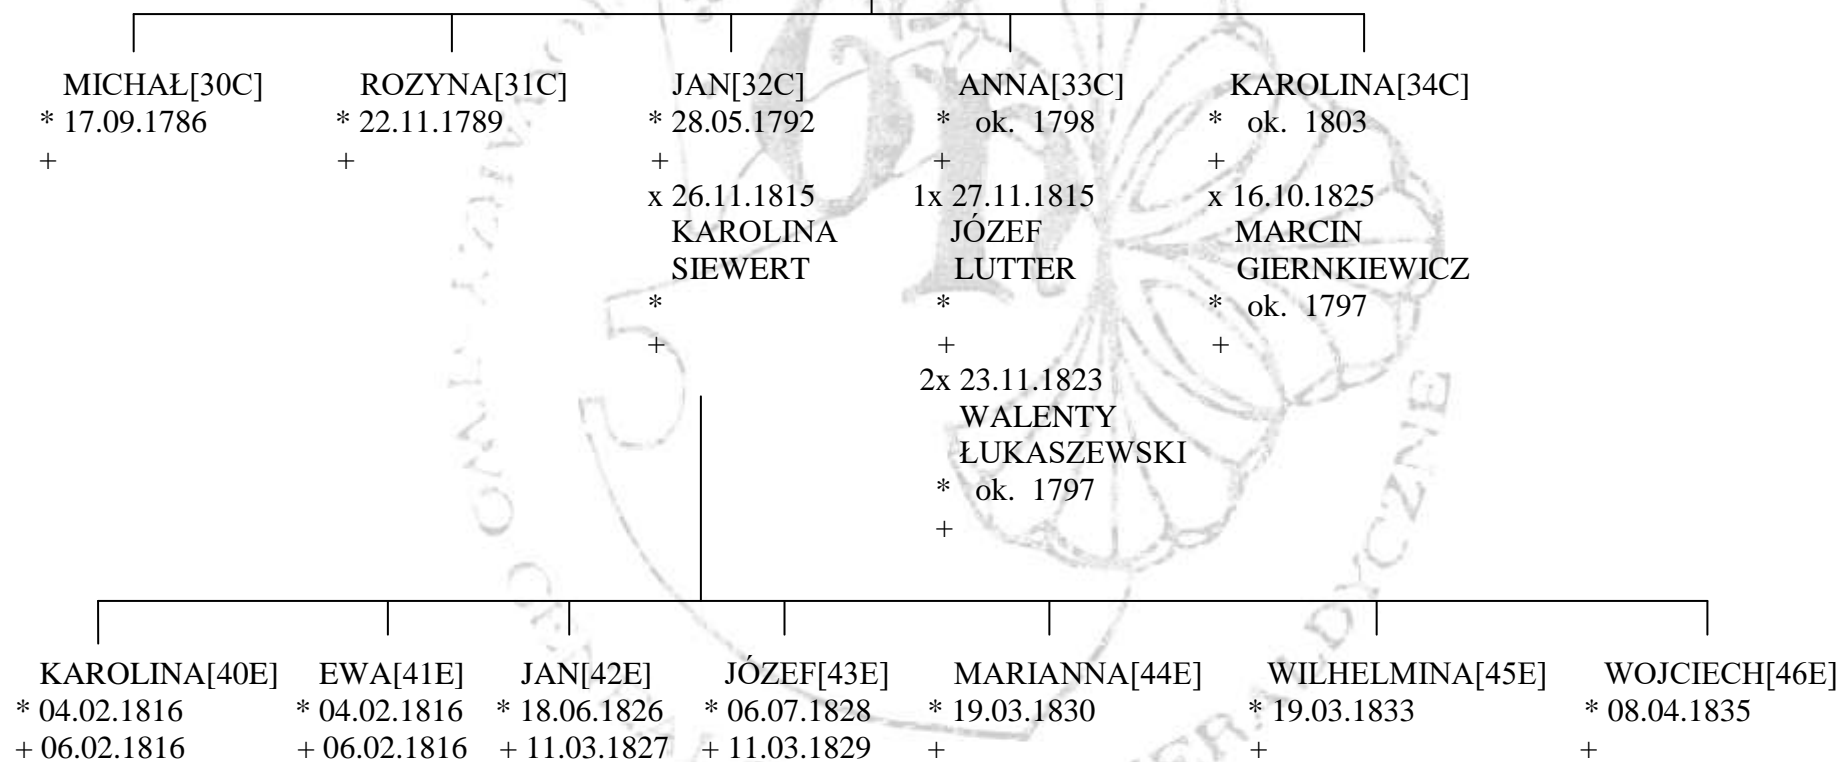 MICHAŁ[30C] ROZYNA[31C] JAN[32C] ANNA[33C] KAROLINA[34C]
* 17.09.1786 * 22.11.1789 * 28.05.1792 * ok. 1798 * ok. 1803
+ + + + +
x 26.11.1815 1x 27.11.1815 x 16.10.1825
KAROLINA JÓZEF MARCIN
SIEWERT LUTTER GIERNKIEWICZ
* * * ok. 1797
+ + +
2x 23.11.1823
WALENTY
ŁUKASZEWSKI
* ok. 1797
+
KAROLINA[40E] EWA[41E] JAN[42E] JÓZEF[43E] MARIANNA[44E] WILHELMINA[45E] WOJCIECH[46E]
* 04.02.1816 * 04.02.1816 * 18.06.1826 * 06.07.1828 * 19.03.1830 * 19.03.1833 * 08.04.1835
+ 06.02.1816 + 06.02.1816 + 11.03.1827 + 11.03.1829 + + +